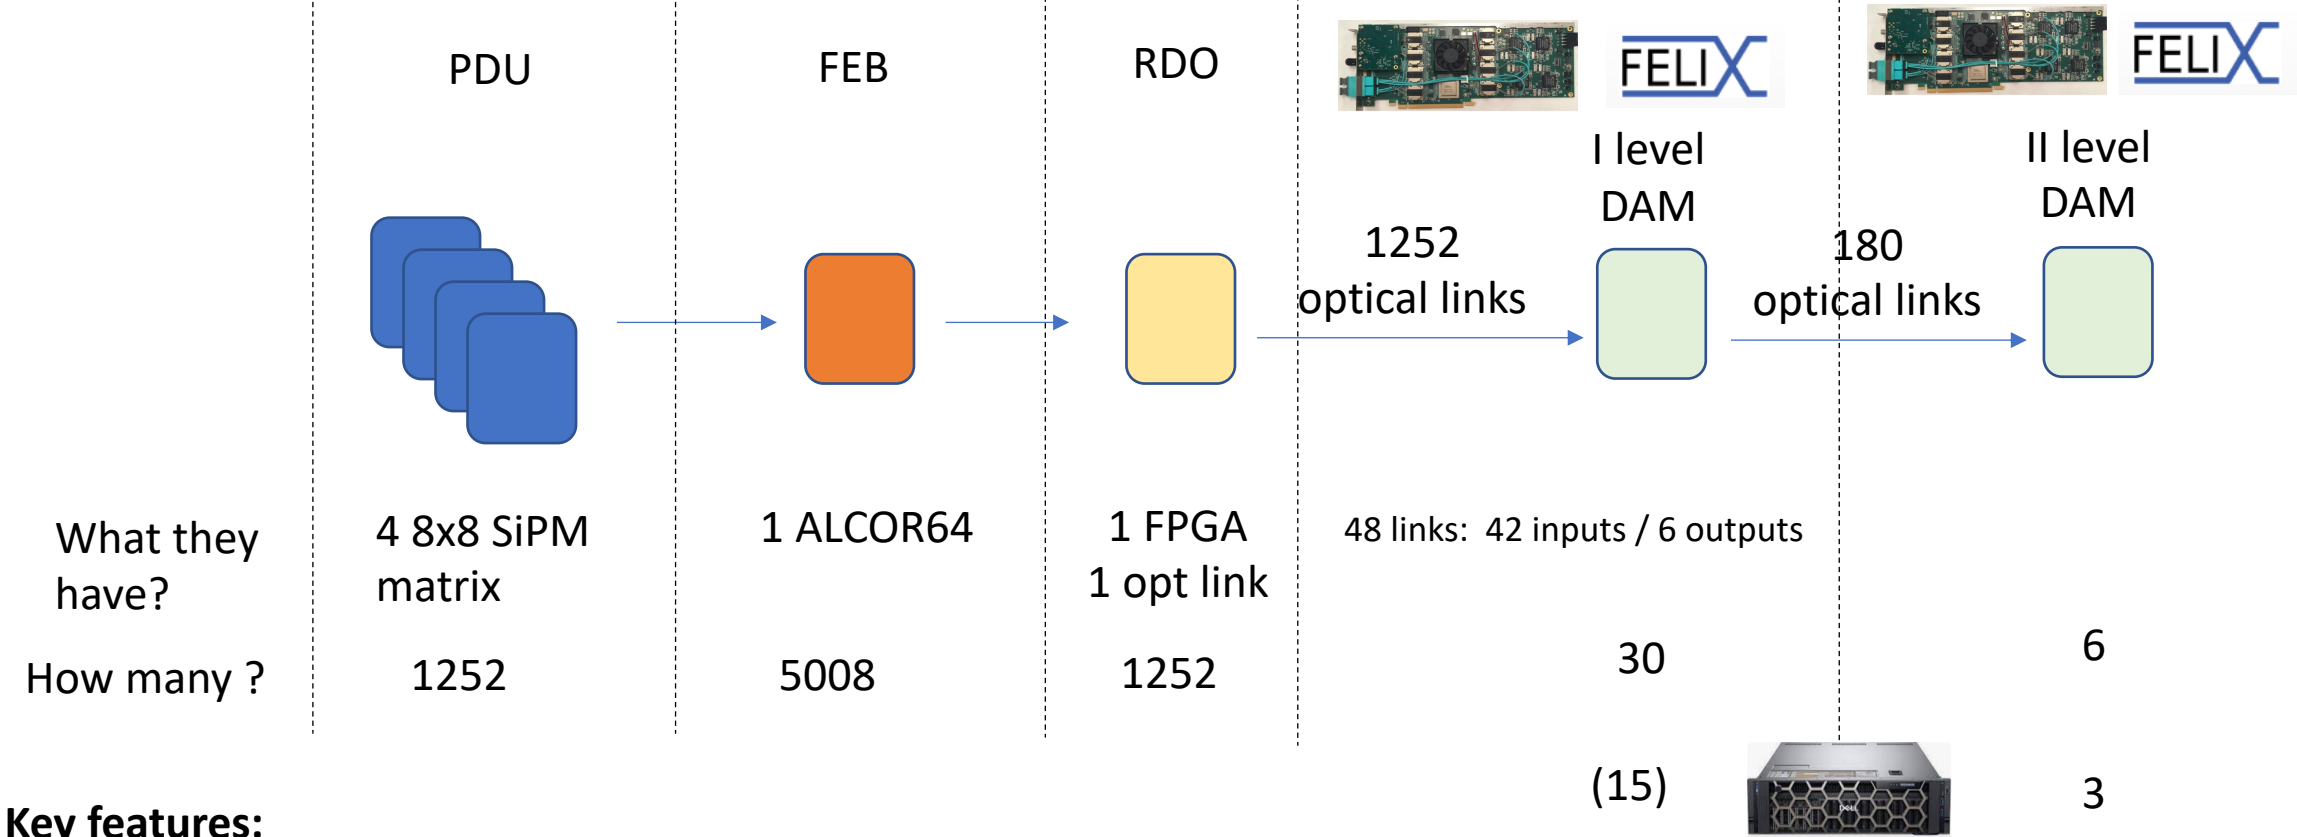 PDU
FEB
RDO
FELIX
FELIX
I level
DAM
II level
DAM
1252
optical links
180
optical links
What they
have?
4 8x8 SiPM
matrix
1 ALCOR64
1 FPGA
1 opt link
48 links:  42 inputs / 6 outputs
How many ?
1252
5008
1252
30
6
(15)
DELL
3
Key features: